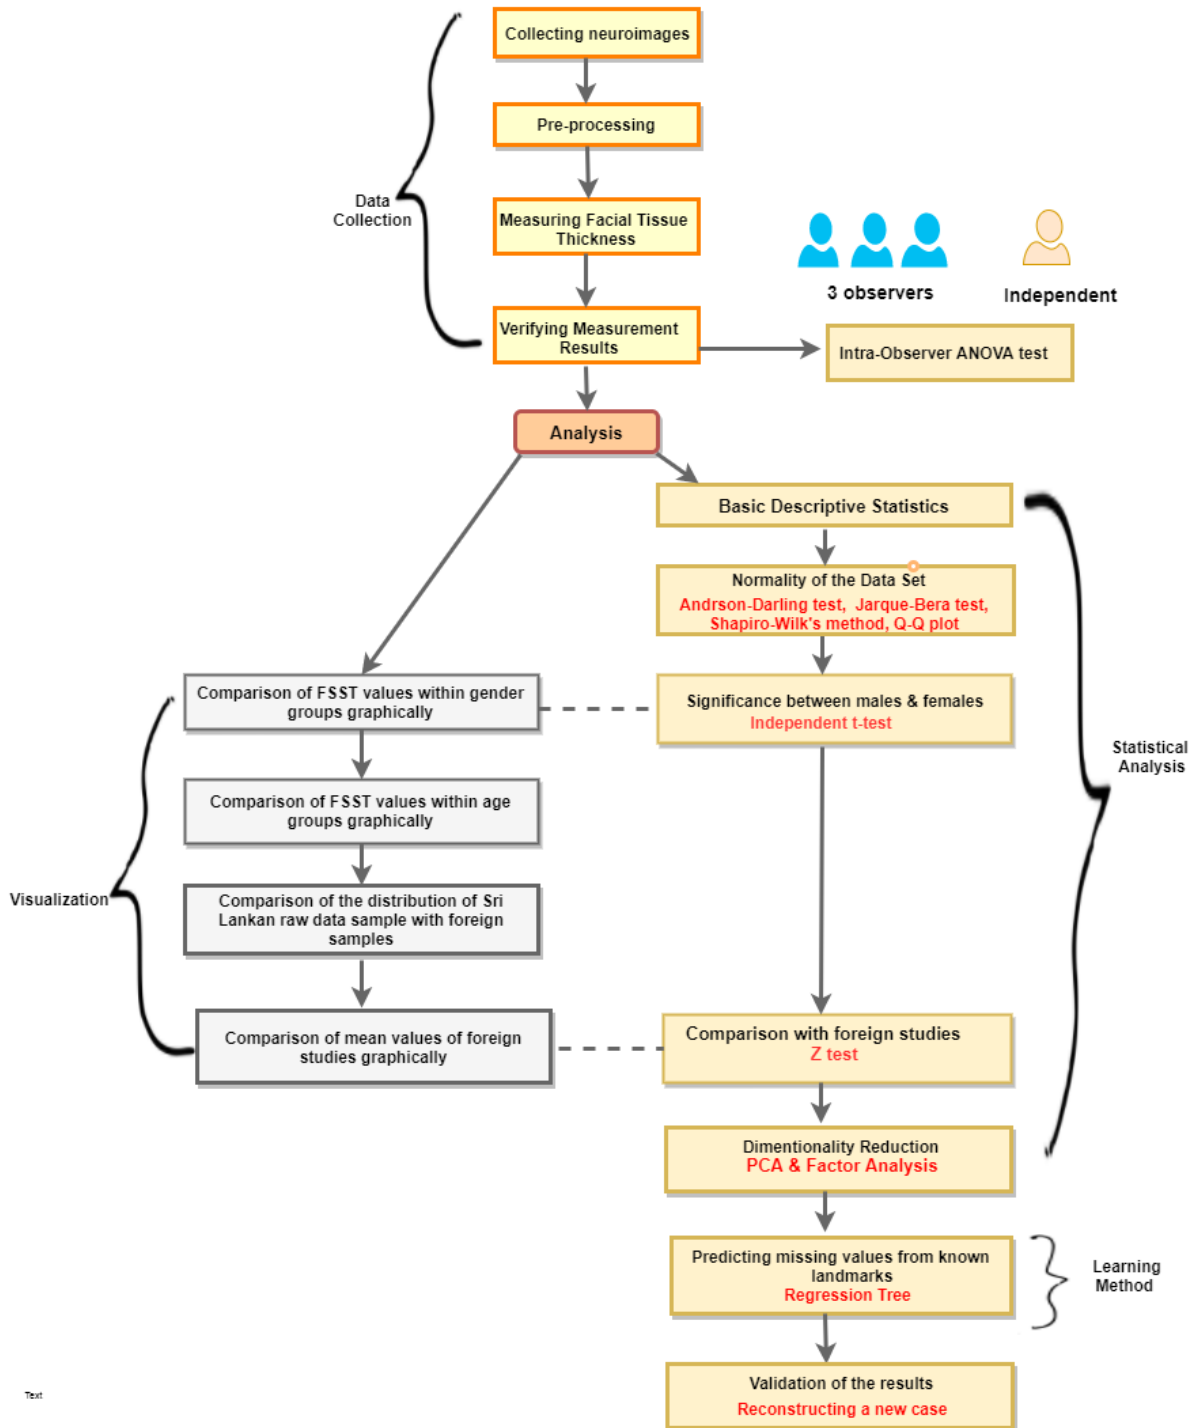 Collecting neuroimages
Pre-processing
Data
Collection
Measuring Facial Tissue
Thickness
3 observers
Independent
Verifying Measurement
Results
Intra-Observer ANOVA test
Analysis
Basic Descriptive Statistics
Normality of the Data Set
Andrson-Darling test, Jarque-Bera test,
Shapiro-Wilk's method, Q-Q plot
Comparison of FSST values within gender
groups graphically
Significance between males & females
Independent t-test
Statistical
Analysis
Comparison of FSST values within age
groups graphically
Visualization
Comparison of the distribution of Sri
Lankan raw data sample with foreign
samples
Comparison of mean values of foreign
studies graphically
Comparison with foreign studies
Z test
Dimentionality Reduction
PCA & Factor Analysis
Predicting missing values from known
landmarks
Regression Tree
Learning
Method
Validation of the results
Reconstructing a new case
Text